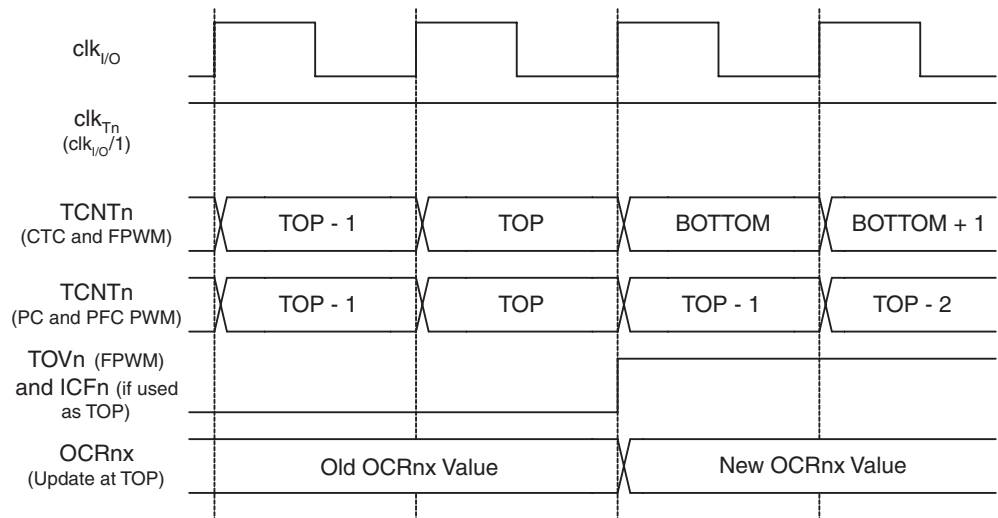 clkI/O
clkTn
(clkI/O/1)
TCNTn
(CTC and FPWM)
TOP - 1
TOP
BOTTOM
BOTTOM + 1
TCNTn
(PC and PFC PWM)
TOP - 1
TOP
TOP - 1
TOP - 2
TOVn (FPWM)
and ICFn (if used
as TOP)
OCRnx
(Update at TOP)
Old OCRnx Value
New OCRnx Value